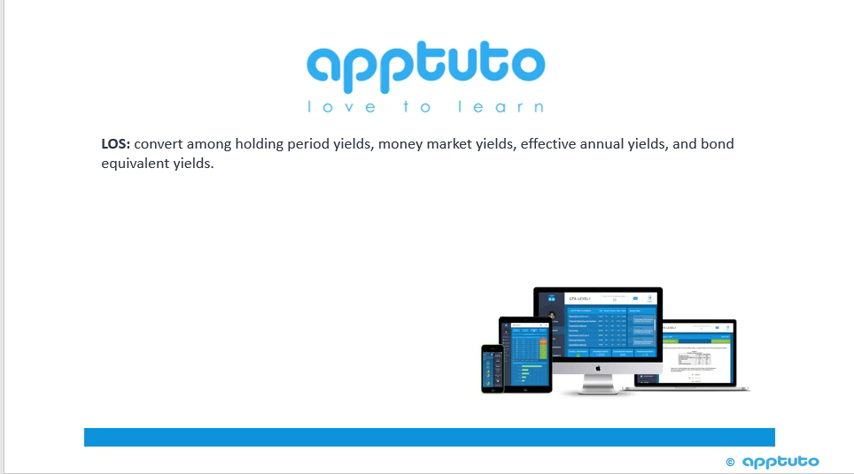 apptuto
love to learn
LOS: convert among holding period yields, money market yields, effective annual yields, and bond
equivalent yields.
© apptuto